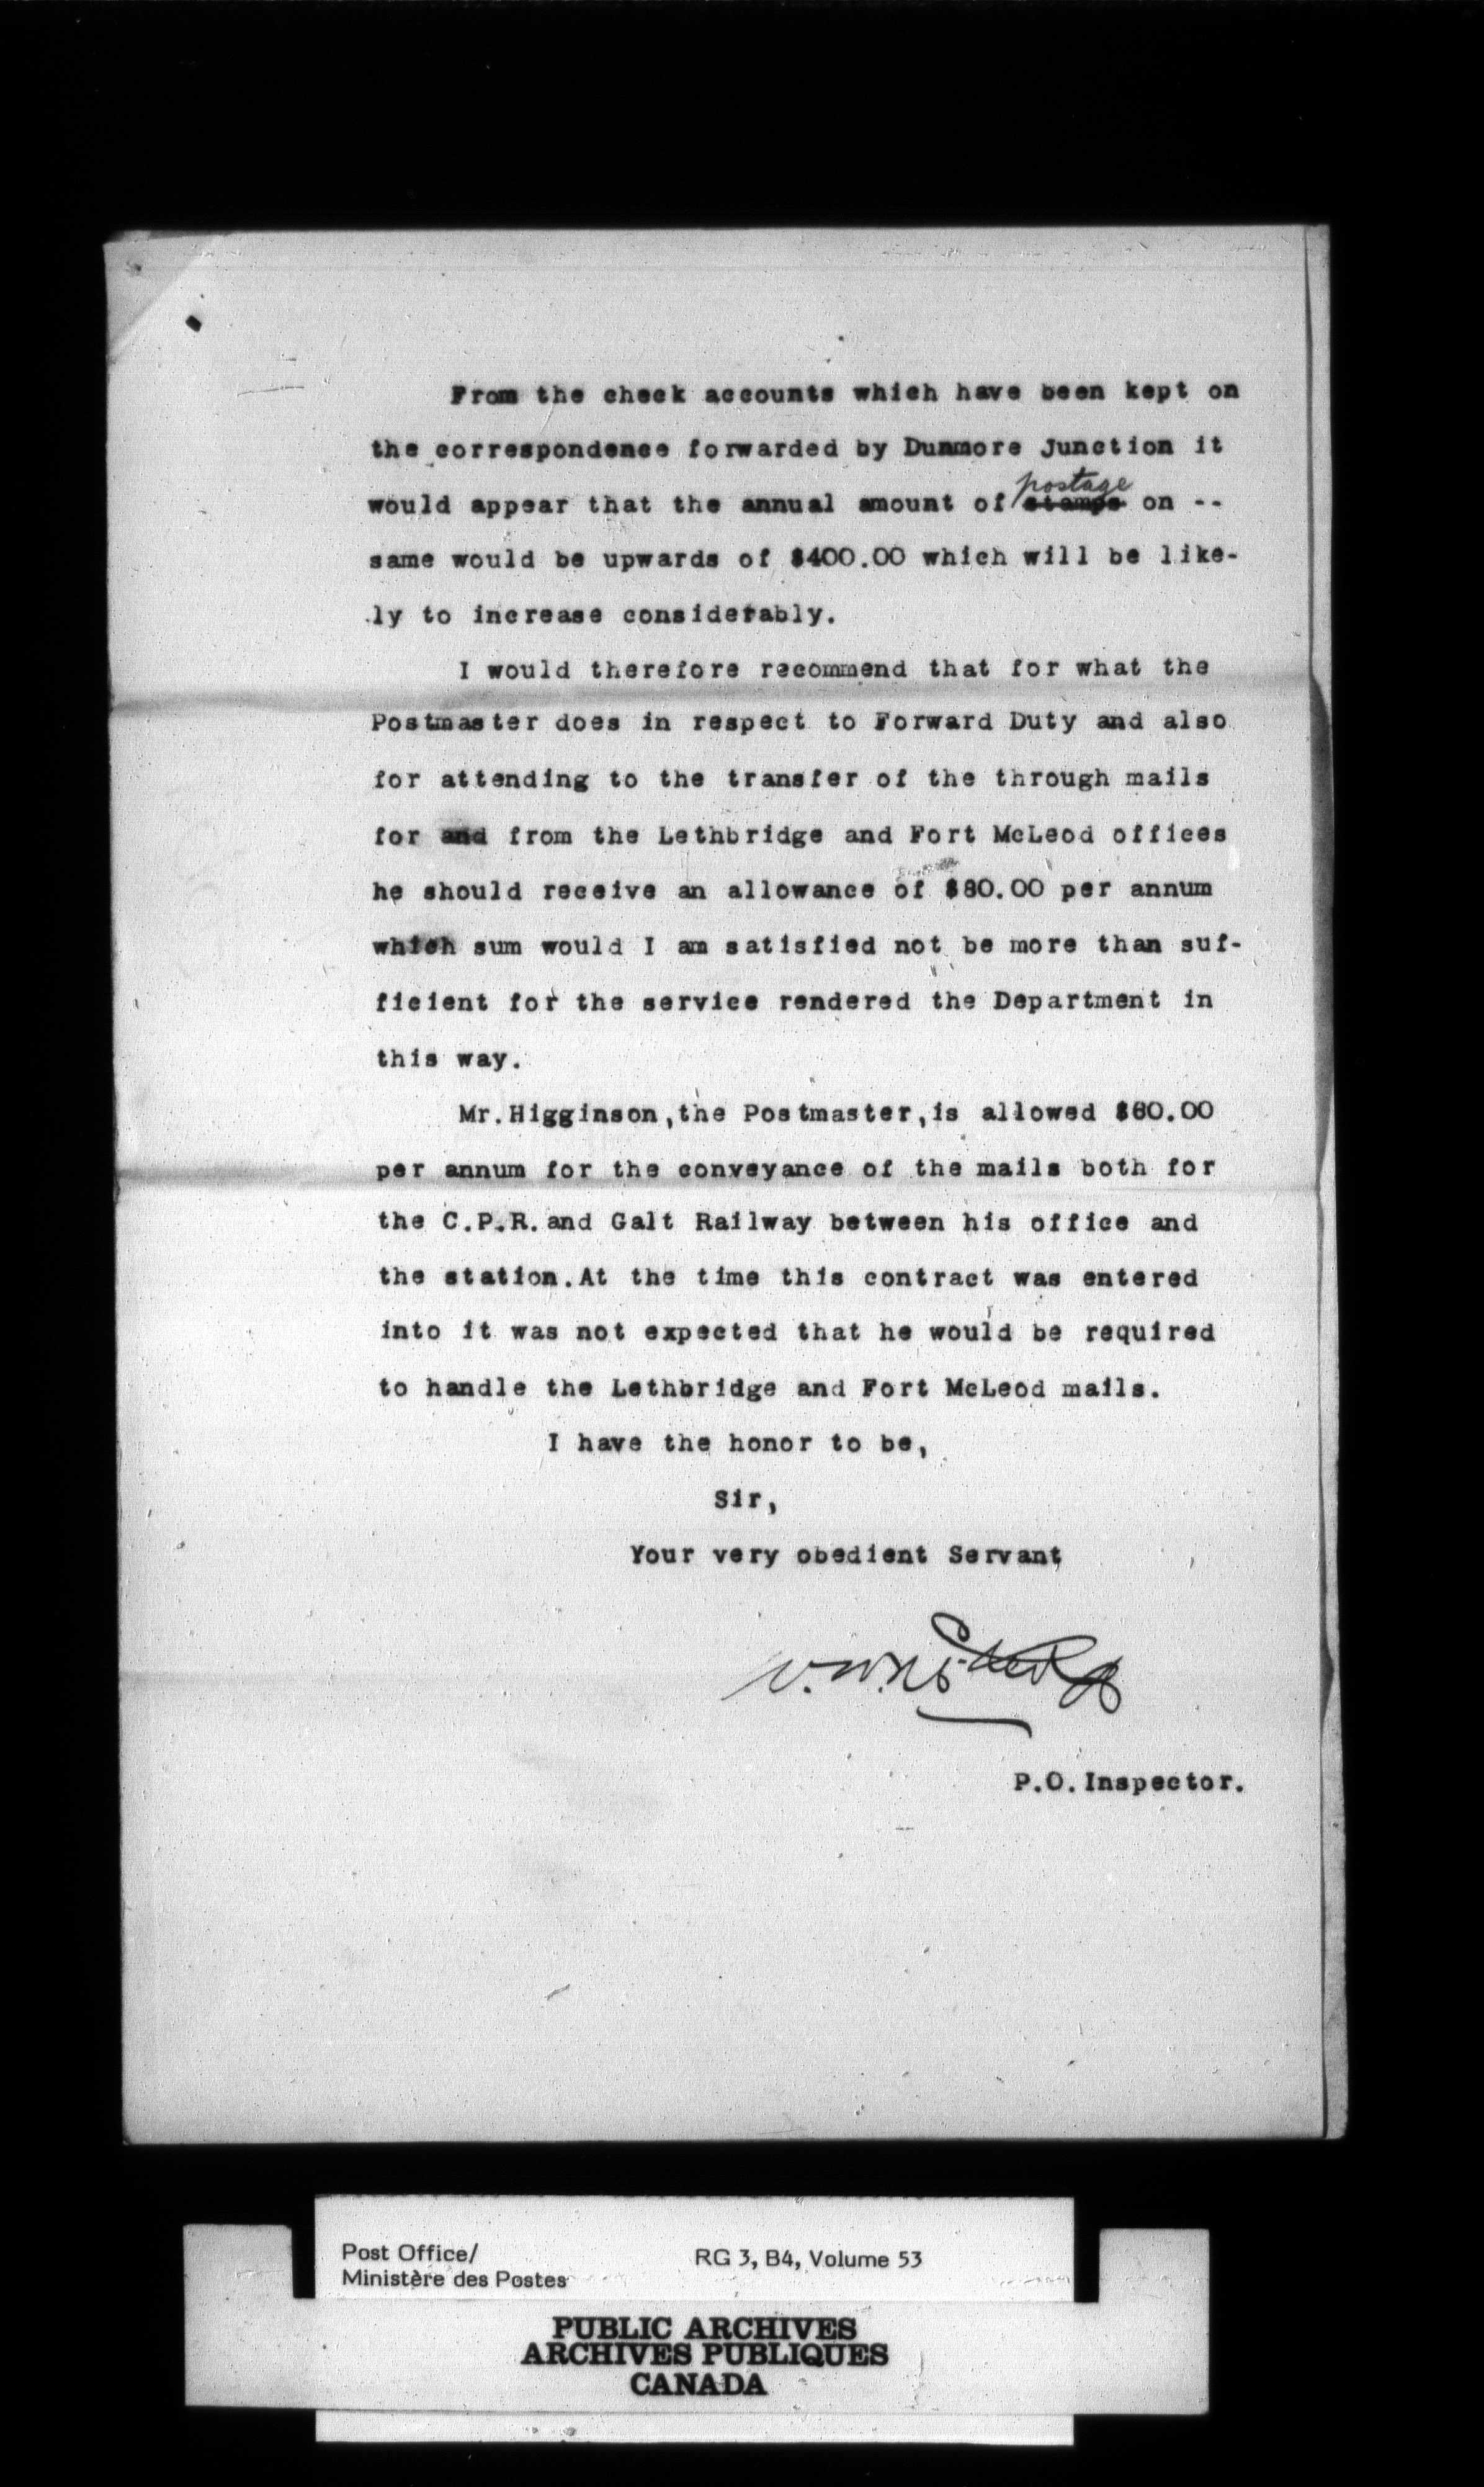 From the check accounts which have been kept on
the correspondence forwarded by Dunmore Junction it
postage
would appear that the annual amount of stamps on --
same would be upwards of $400.00 which will be like-
ly to increase considerably.
I would therefore recommend that for what the
Postmaster does in respect to Forward Duty and also
for attending to the transfer of the through mails
for and from the Lethbridge and Fort McLeod offices
he should receive an allowance of $80.00 per annum
which sum would I am satisfied not be more than suf-
ficient for the service rendered the Department in
this way.
Mr.Higginson,the Postmaster,is allowed $60.00
per annum for the conveyance of the mails both for
the C.P.R.and Galt Railway between his office and
the station.At the time this contract was entered
into it was not expected that he would be required
to handle the Lethbridge and Fort McLeod mails.
I have the honor to be,
Sir,
Your very obedient Servant
P.O.Inspector.
Post Office/
Ministère des Postes
RG 3, B4, Volume 53
PUBLIC ARCHIVES
ARCHIVES PUBLIQUES
CANADA